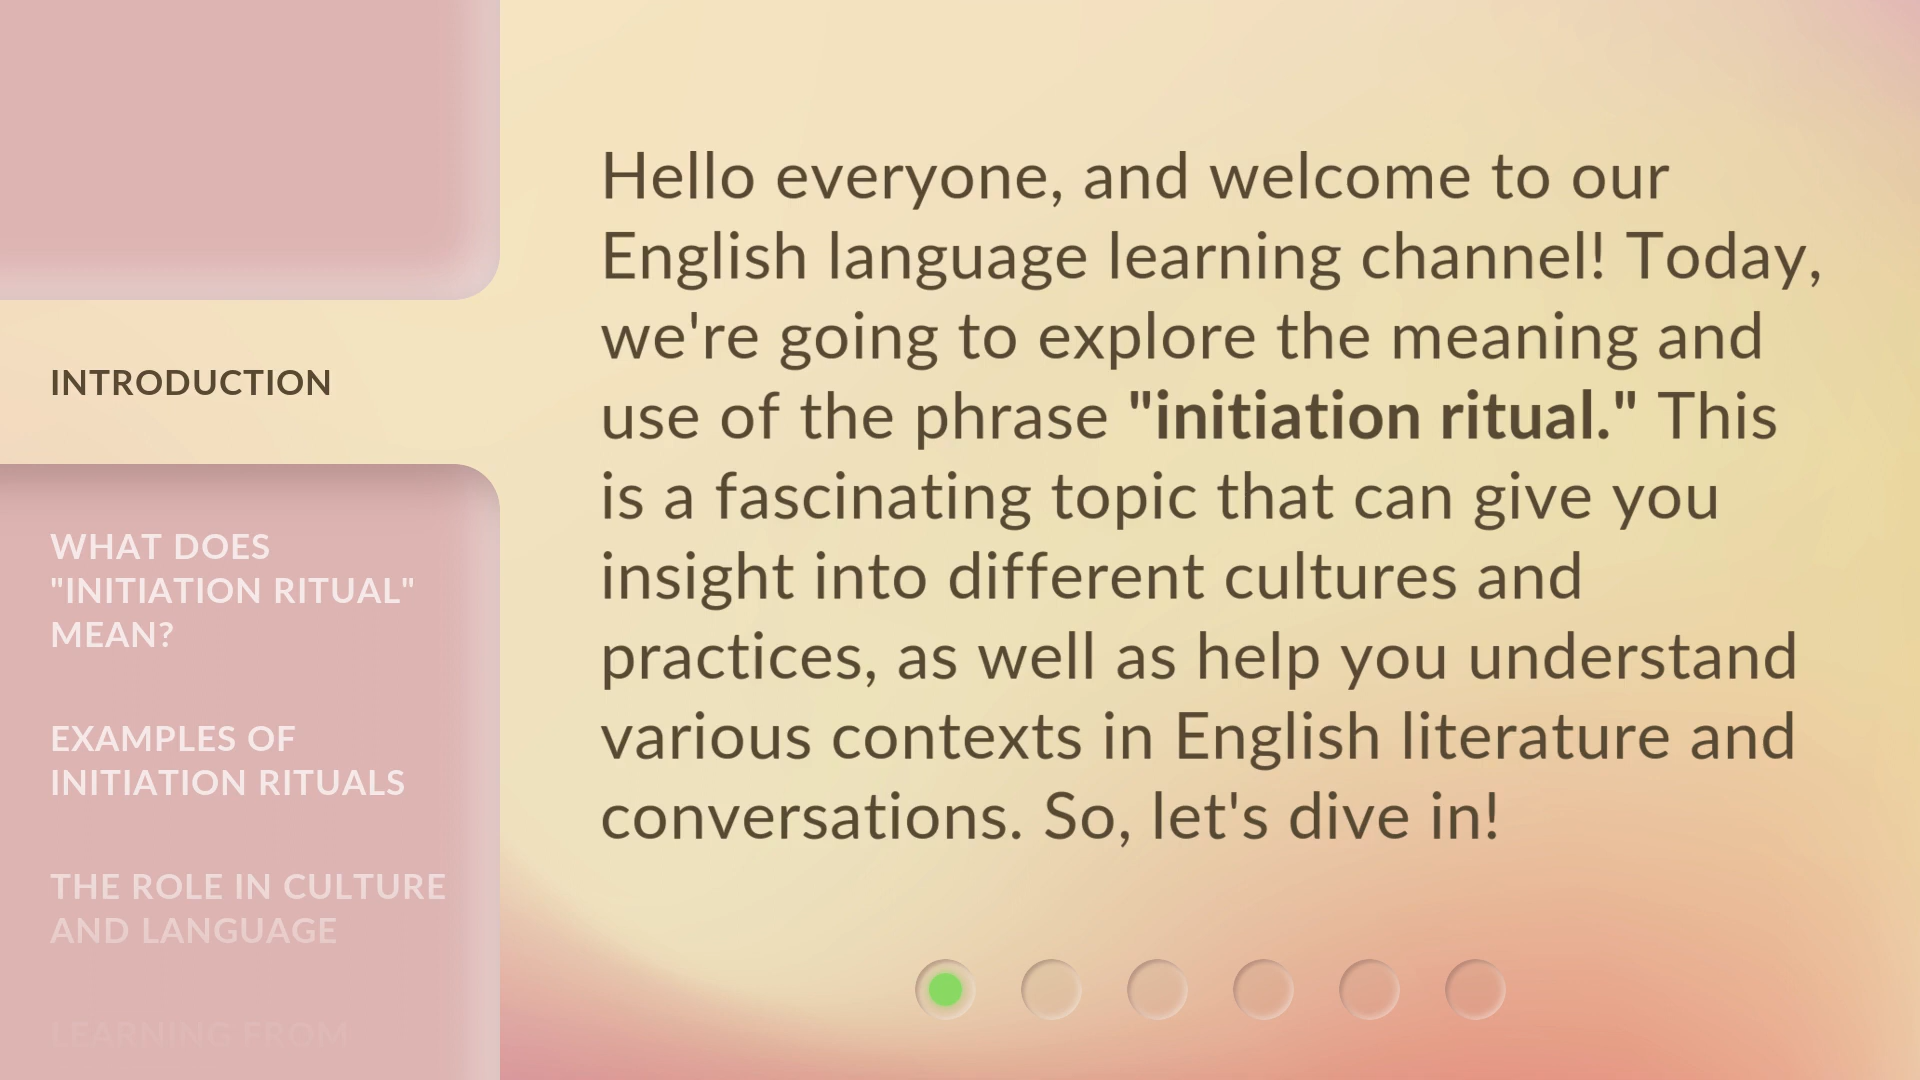 INTRODUCTION
WHAT DOES
"INITIATION RITUAL"
MEAN?
EXAMPLES OF
INITIATION RITUALS
THE ROLE IN CULTURE
AND LANGUAGE
LEARNING FROM
Hello everyone, and welcome to our
English language learning channel! Today,
we're going to explore the meaning and
use of the phrase "initiation ritual." This
is a fascinating topic that can give you
insight into different cultures and
practices, as well as help you understand
various contexts in English literature and
conversations. So, let's dive in!